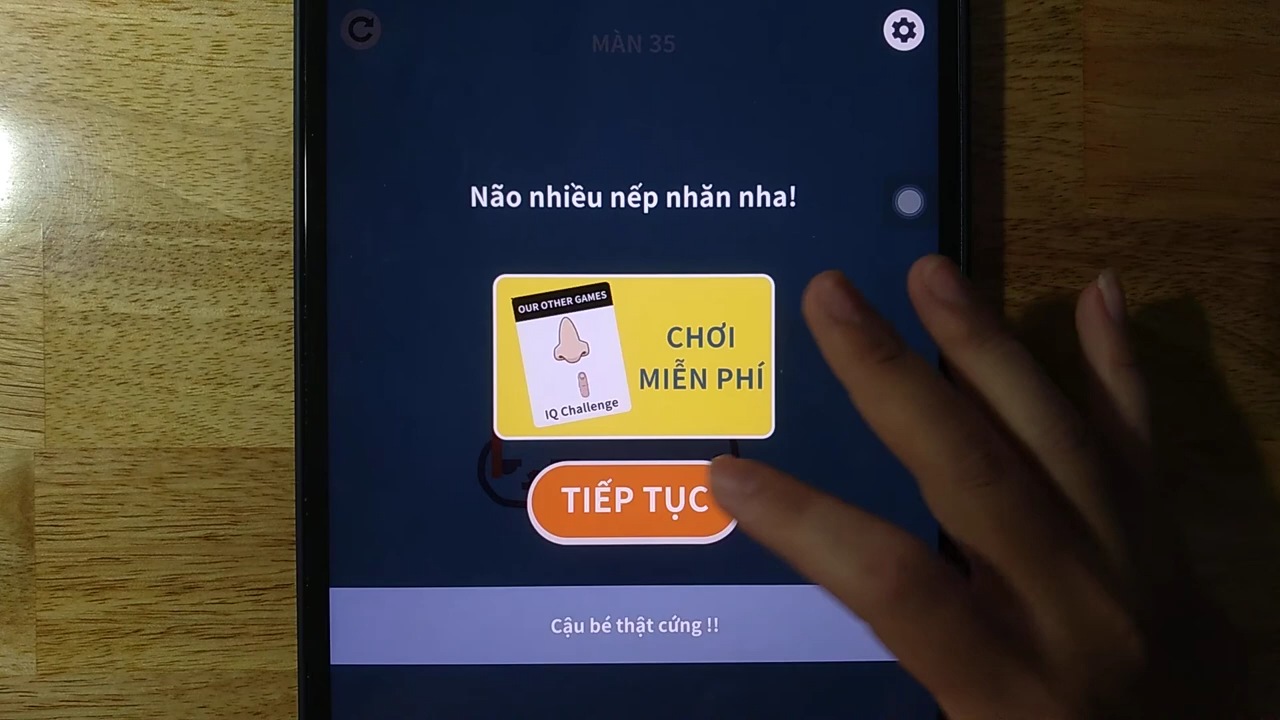 MÀN 35
Não nhiều nếp nhăn nha!
OUR OTHER GAMES
IQ Challenge
CHƠI
MIỄN PHÍ
TIẾP TỤC
Cậu bé thật cứng !!